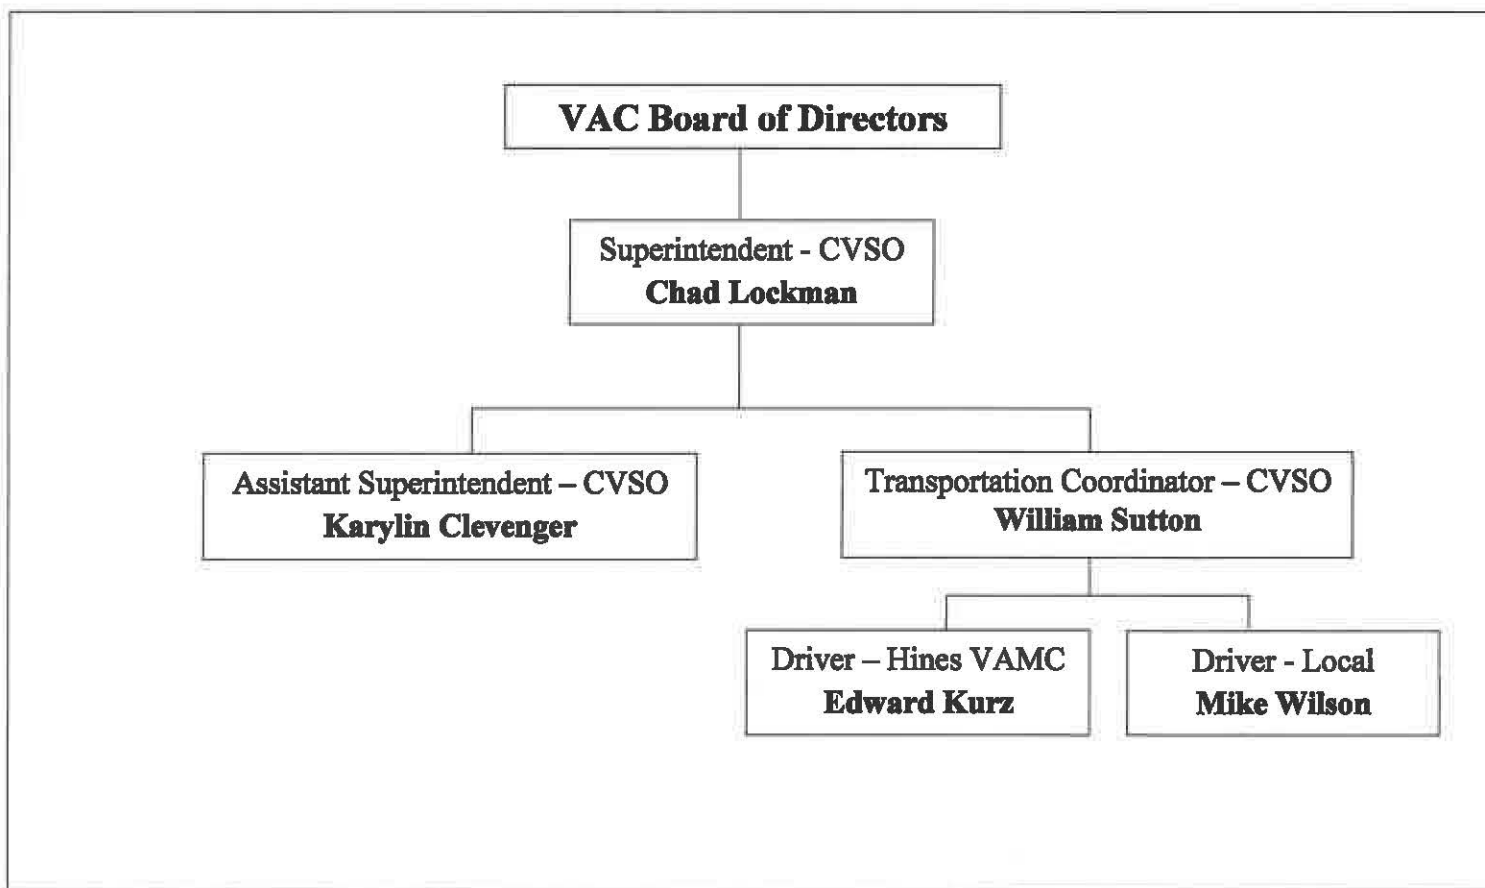 VAC Board of Directors
Superintendent - CVSO
Chad Lockman
Assistant Superintendent – CVSO
Karylin Clevenger
Transportation Coordinator – CVSO
William Sutton
Driver – Hines VAMC
Edward Kurz
Driver - Local
Mike Wilson